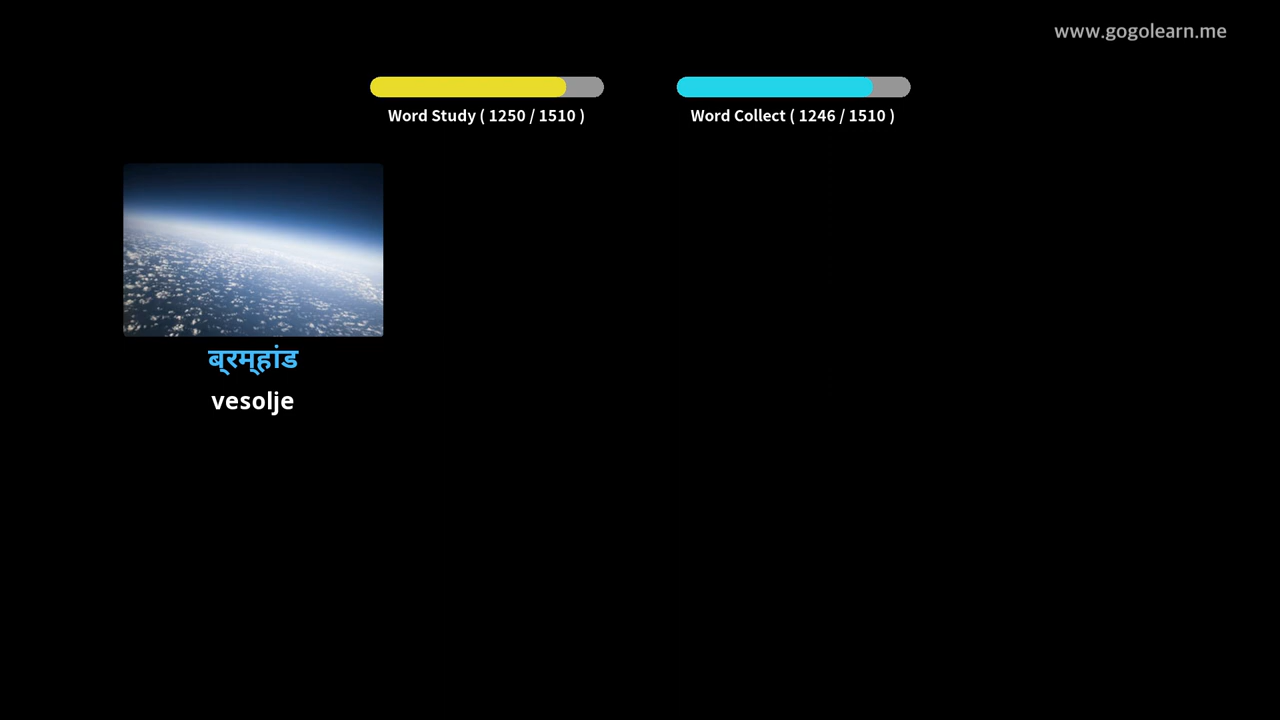 www.gogolearn.me
Word Study ( 1250 / 1510 )
Word Collect ( 1246 / 1510 )
ब्रम्हांड
vesolje